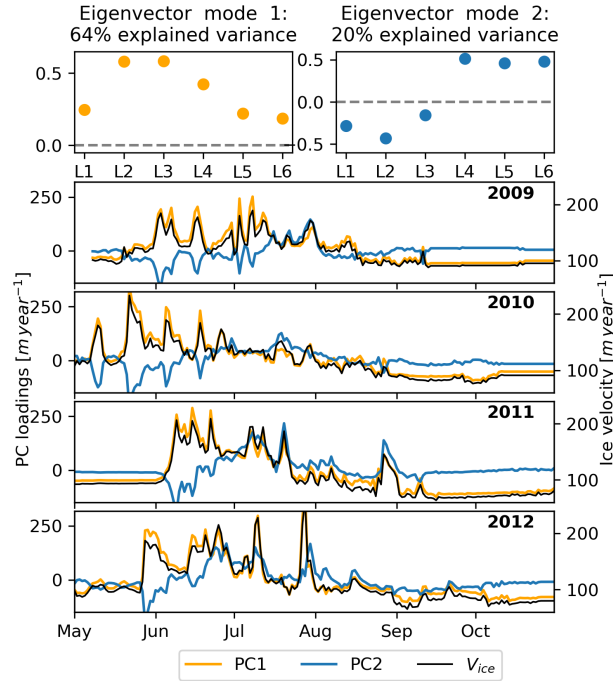 Eigenvector mode 1:
64% explained variance
Eigenvector mode 2:
20% explained variance
0.5
0.0
L1 L2 L3 L4 L5 L6
0.5
0.0
−0.5
L1 L2 L3 L4 L5 L6
2009
250
0
200
100
2010
250
0
200
100
2011
250
0
200
100
2012
250
0
200
100
PC loadings [m year⁻¹]
Ice velocity [m year⁻¹]
May Jun Jul Aug Sep Oct
PC1 PC2 V_ice